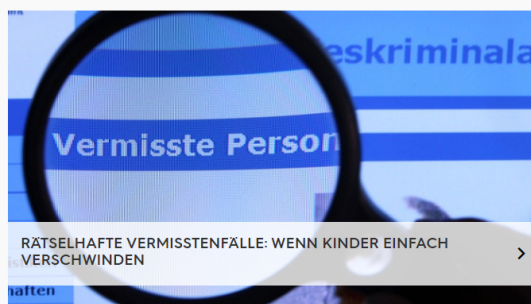 eskriminala
Vermisste Person
RÄTSELHAFTE VERMISSTENFÄLLE: WENN KINDER EINFACH
VERSCHWINDEN
haften